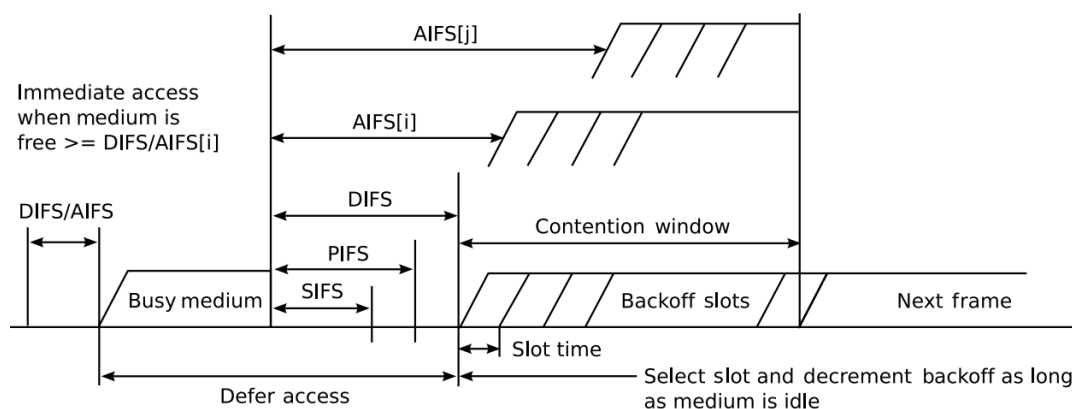 AIFS[j]
Immediate access
when medium is
free >= DIFS/AIFS[i]
AIFS[i]
DIFS/AIFS
DIFS
Contention window
PIFS
Busy medium
SIFS
Backoff slots
Next frame
Slot time
Defer access
Select slot and decrement backoff as long
as medium is idle